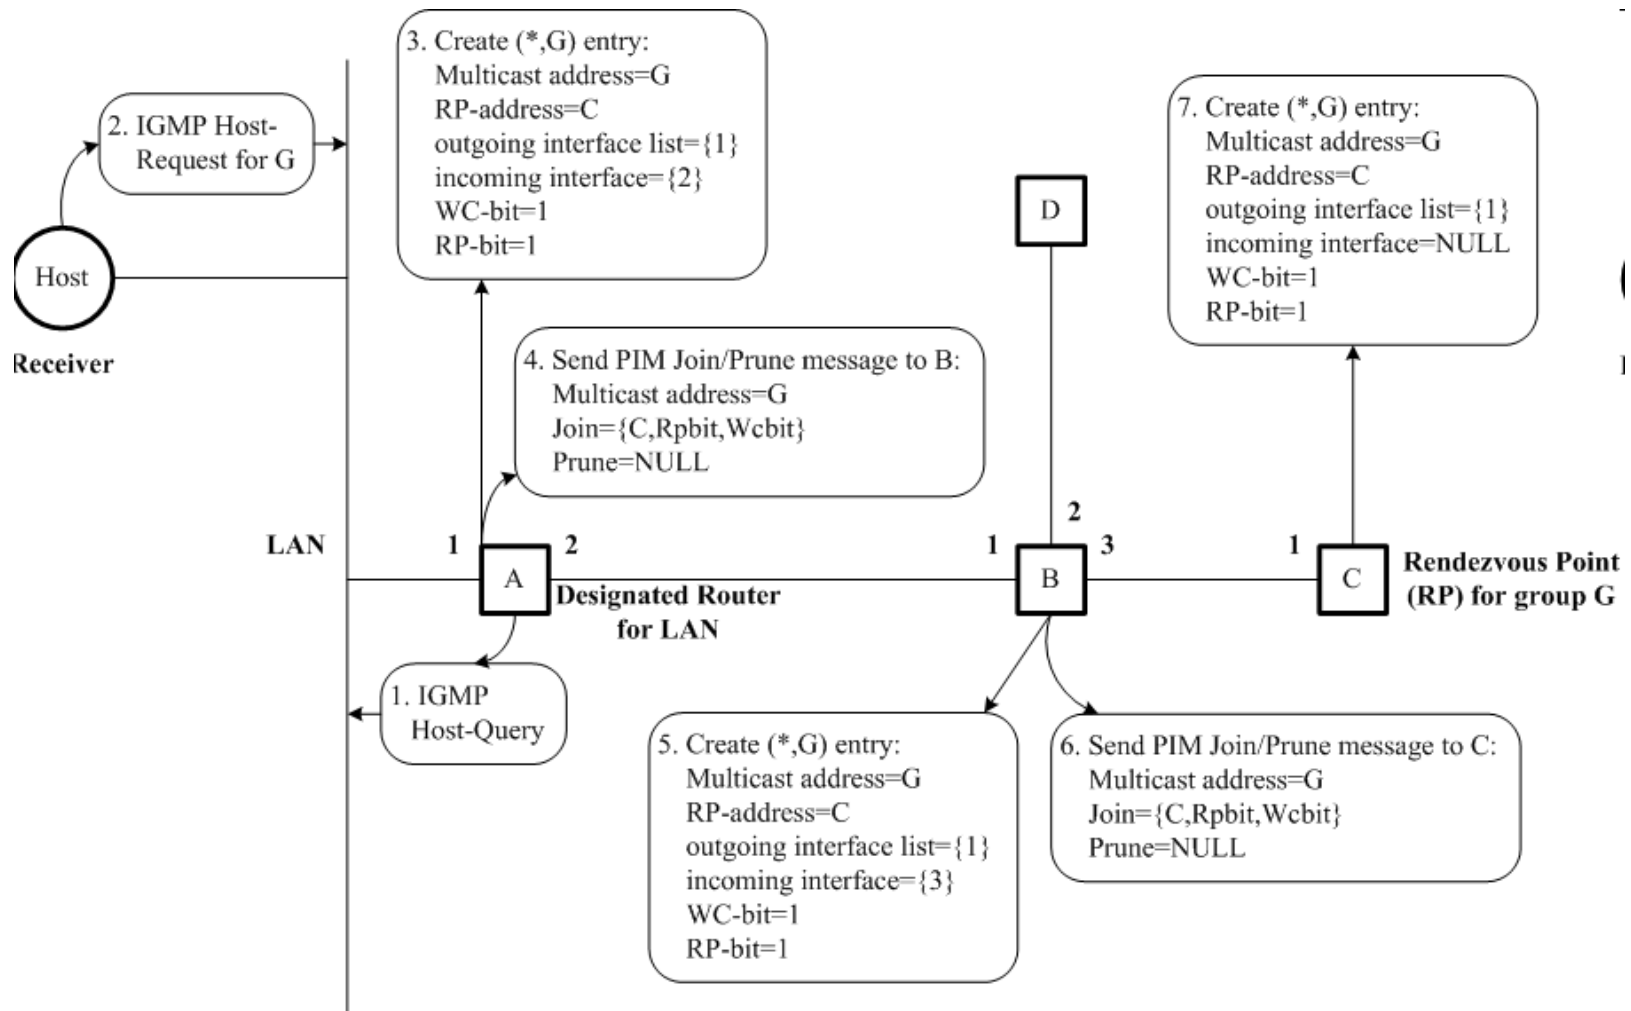 3. Create (*,G) entry:
Multicast address=G
RP-address=C
outgoing interface list={1}
incoming interface={2}
WC-bit=1
RP-bit=1
2. IGMP Host-
Request for G
7. Create (*,G) entry:
Multicast address=G
RP-address=C
outgoing interface list={1}
incoming interface=NULL
WC-bit=1
RP-bit=1
D
Host
Receiver
4. Send PIM Join/Prune message to B:
Multicast address=G
Join={C,Rpbit,Wcbit}
Prune=NULL
LAN
1
2
1
2
3
1
A
B
C
Designated Router
for LAN
Rendezvous Point
(RP) for group G
1. IGMP
Host-Query
5. Create (*,G) entry:
Multicast address=G
RP-address=C
outgoing interface list={1}
incoming interface={3}
WC-bit=1
RP-bit=1
6. Send PIM Join/Prune message to C:
Multicast address=G
Join={C,Rpbit,Wcbit}
Prune=NULL